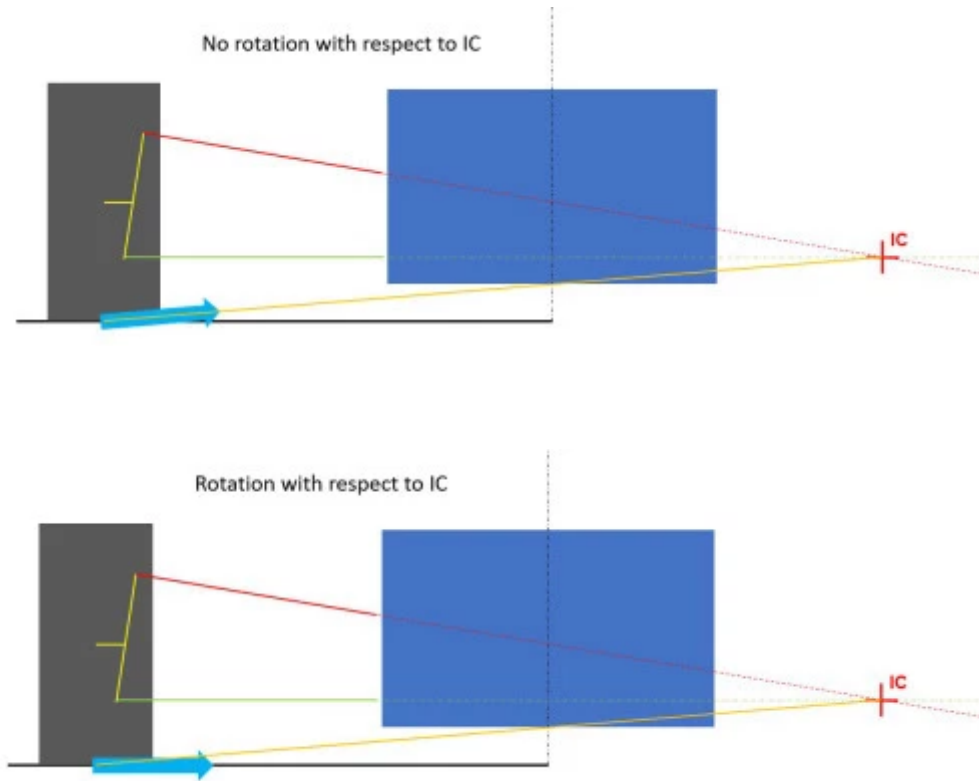 No rotation with respect to IC
IC
Rotation with respect to IC
IC